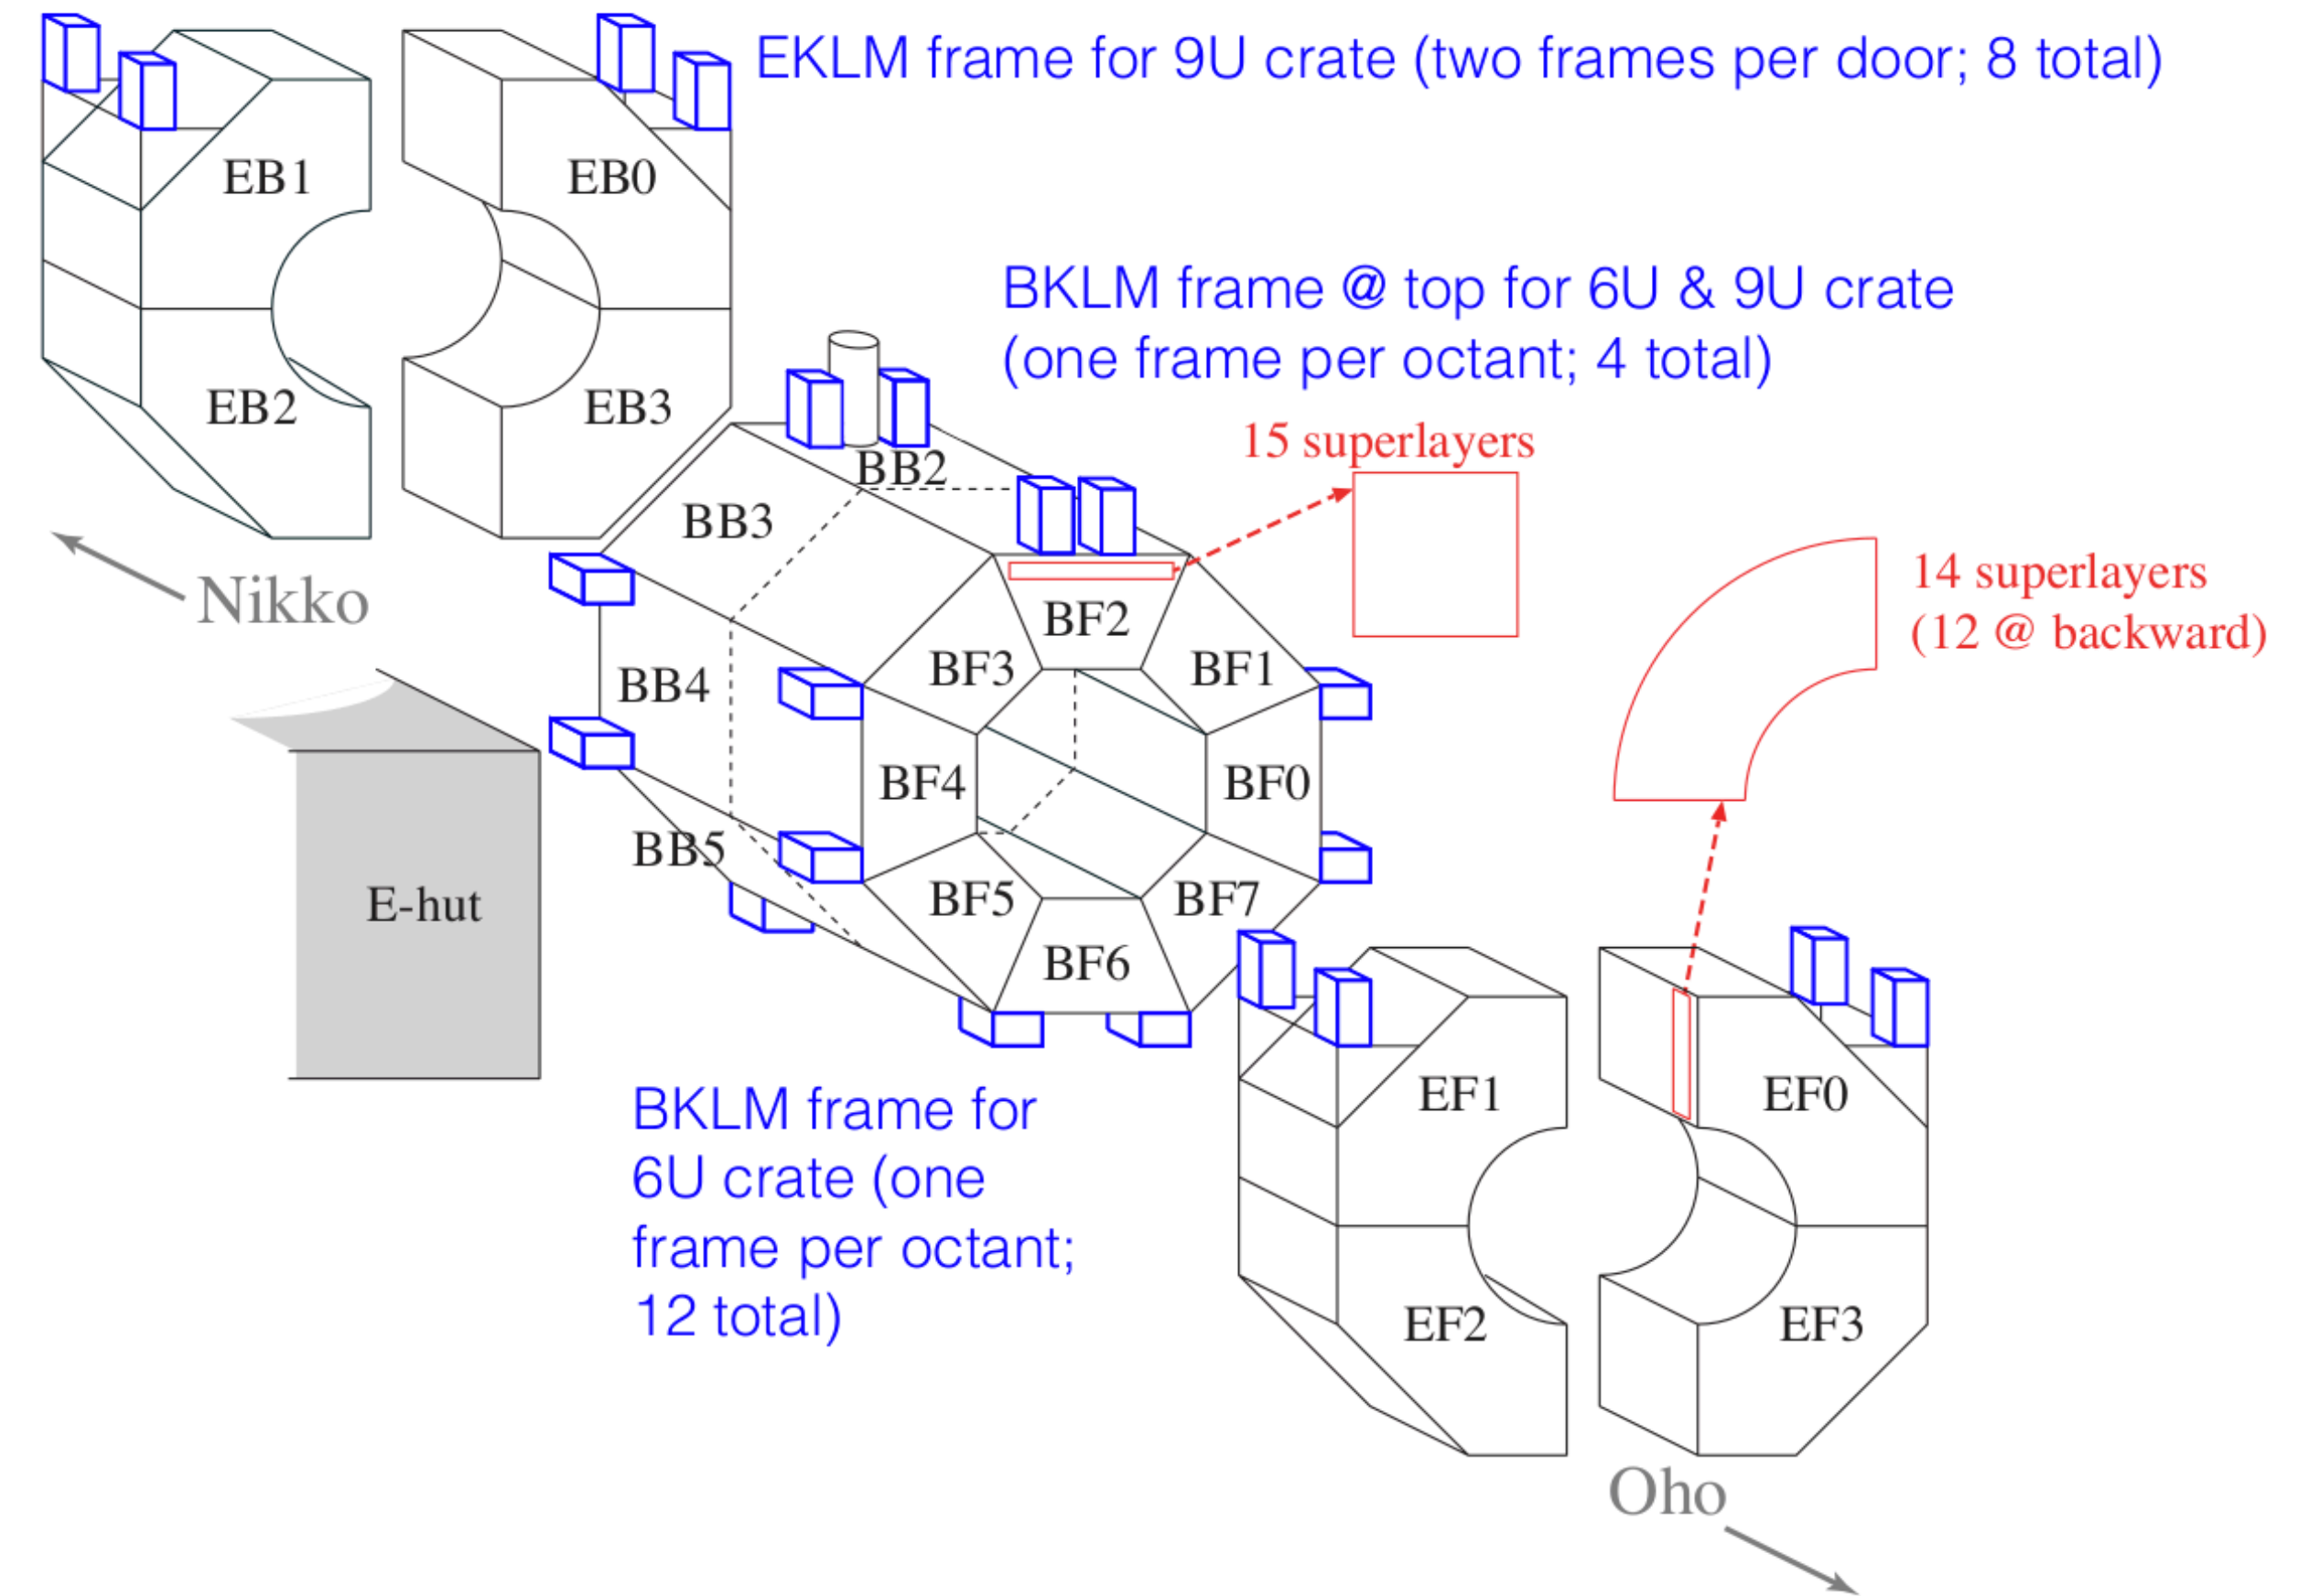 EKLM frame for 9U crate (two frames per door; 8 total)
EB1
EB0
BKLM frame @ top for 6U & 9U crate
(one frame per octant; 4 total)
EB2
EB3
15 superlayers
BB2
BB3
14 superlayers
(12 @ backward)
Nikko
BF2
BF3
BF1
BB4
BF4
BF0
BB5
E-hut
BF5
BF7
BF6
EF1
EF0
BKLM frame for
6U crate (one
frame per octant;
12 total)
EF2
EF3
Oho